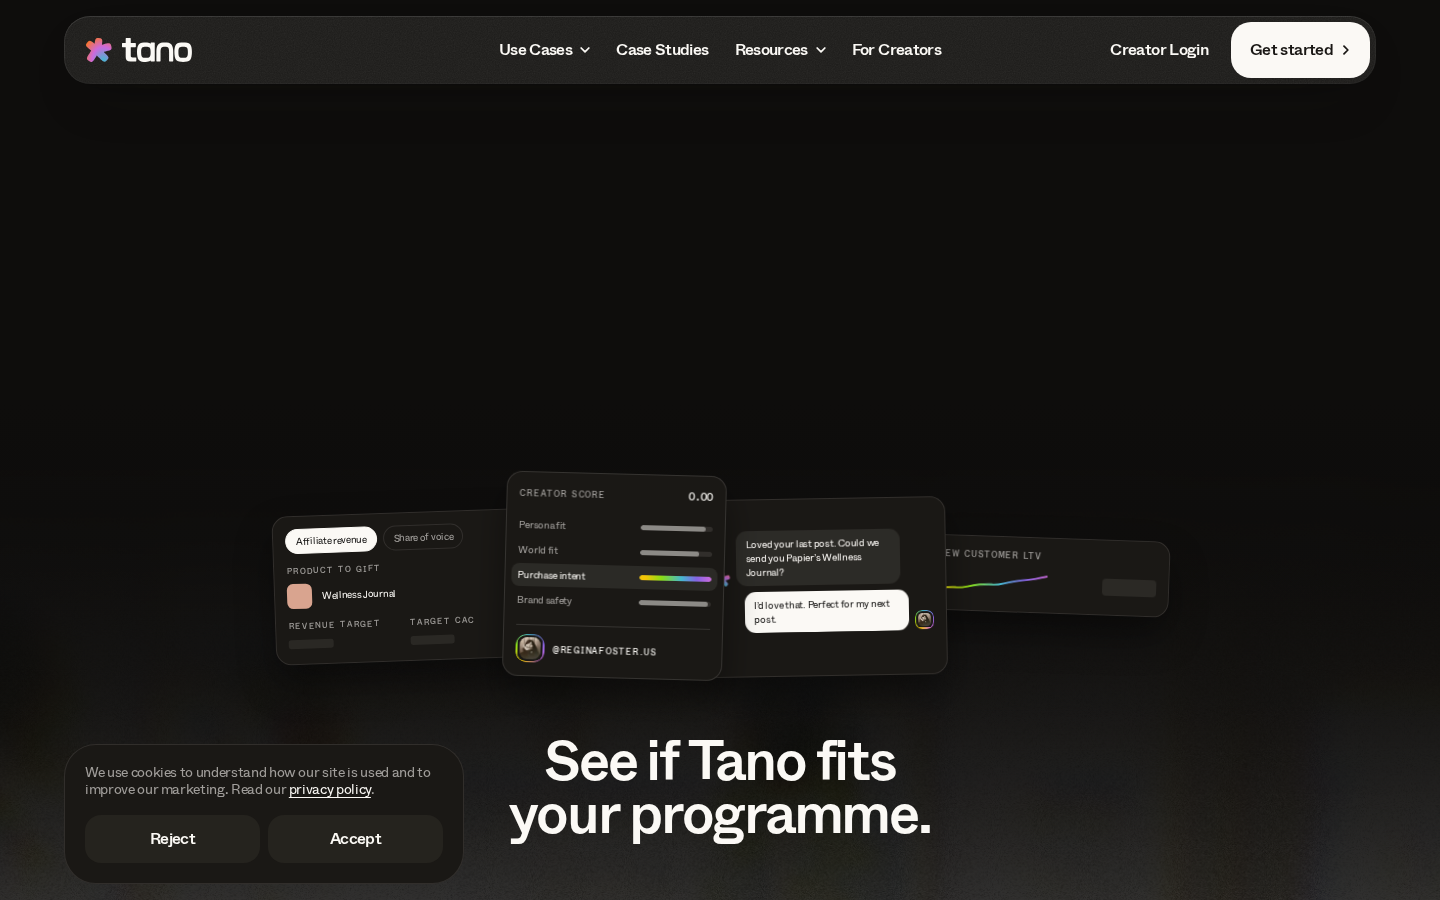 tano
Use Cases
Case Studies
Resources
For Creators
Creator Login
Get started
Affiliate revenue
Share of voice
PRODUCT TO GIFT
Wellness Journal
REVENUE TARGET
TARGET CAC
CREATOR SCORE
0.00
Persona fit
World fit
Purchase intent
Brand safety
@REGINAFOSTER.US
Loved your last post. Could we
send you Papier's Wellness
Journal?
I'd love that. Perfect for my next
post.
EW CUSTOMER LTV
See if Tano fits
your programme.
We use cookies to understand how our site is used and to
improve our marketing. Read our privacy policy.
Reject
Accept